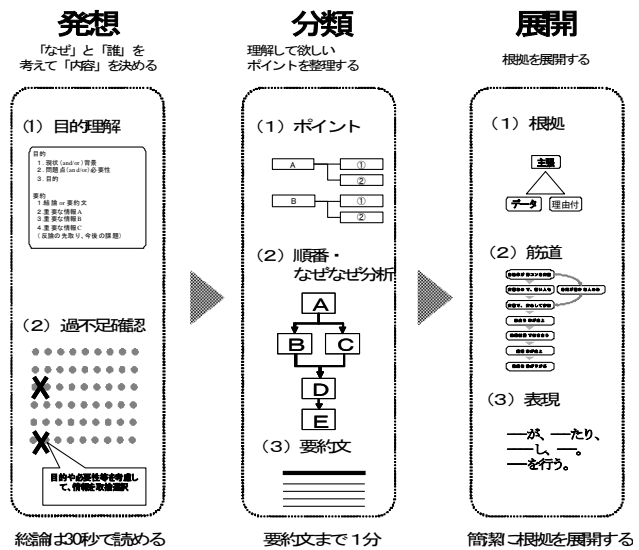 発想
「なぜ」と「誰」を
考えて「内容」を決める
(1) 目的理解
目的
1. 現状 (and/or) 背景
2. 問題点 (and/or) 必要性
3. 目的
要約
1. 結論 or 要約文
2. 重要な情報A
3. 重要な情報B
4. 重要な情報C
(反論の先取り、今後の課題)
(2) 過不足確認
目的や必要性等を考慮し
て、情報を取捨選択
総論は30秒で読める
分類
理解して欲しい
ポイントを整理する
(1) ポイント
A
①
②
B
①
②
(2) 順番・
なぜなぜ分析
A
B
C
D
E
(3) 要約文
要約文まで1分
展開
根拠を展開する
(1) 根拠
主張
データ
理由付
(2) 筋道
(3) 表現
―が、―たり、
―し、―。
―を行う。
簡潔に根拠を展開する